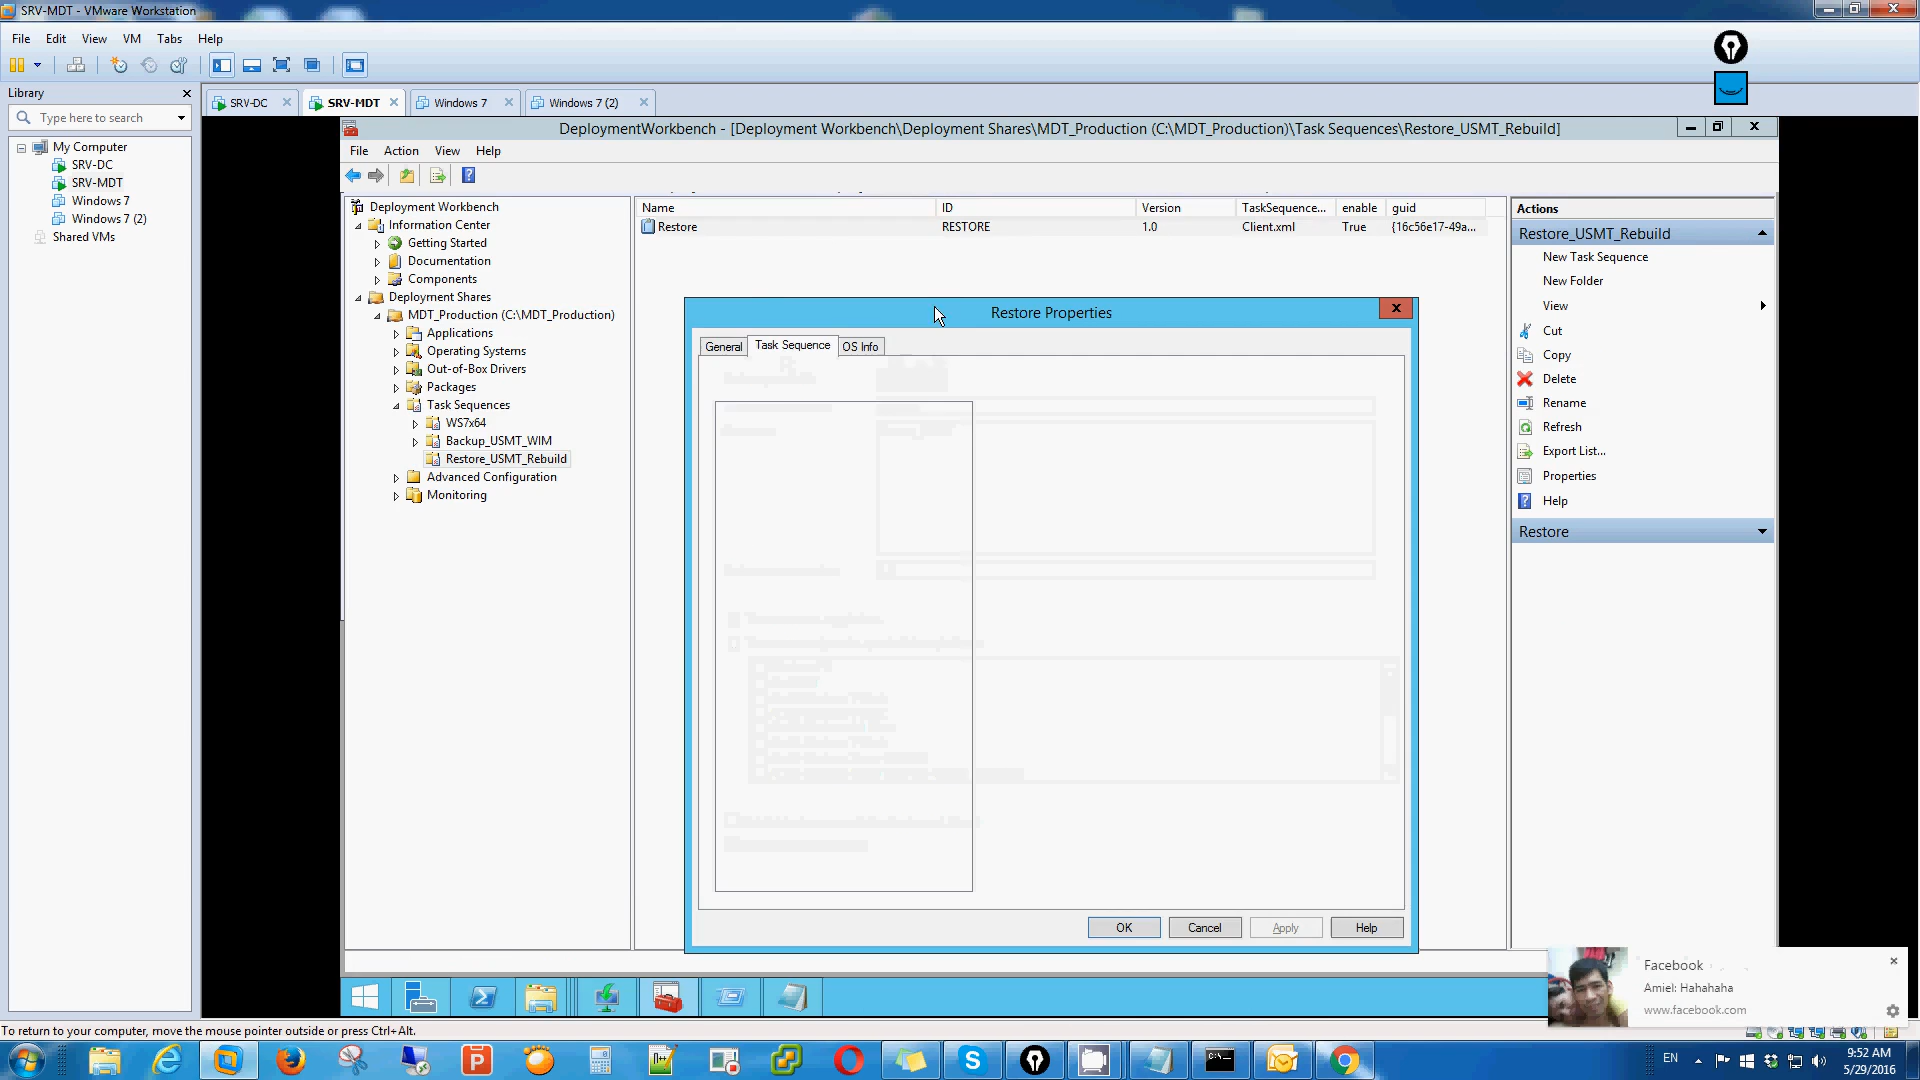 SRV-MDT - VMware Workstation
File Edit View VM Tabs Help
Library
Type here to search
My Computer
SRV-DC
SRV-MDT
Windows 7
Windows 7 (2)
Shared VMs
SRV-DC SRV-MDT Windows 7 Windows 7 (2)
DeploymentWorkbench - [Deployment Workbench\Deployment Shares\MDT_Production (C:\MDT_Production)\Task Sequences\Restore_USMT_Rebuild]
File Action View Help
Deployment Workbench
Information Center
Getting Started
Documentation
Components
Deployment Shares
MDT_Production (C:\MDT_Production)
Applications
Operating Systems
Out-of-Box Drivers
Packages
Task Sequences
WS7x64
Backup_USMT_WIM
Restore_USMT_Rebuild
Advanced Configuration
Monitoring
Name ID Version TaskSequence... enable guid
Restore RESTORE 1.0 Client.xml True {16c56e17-49a...
Restore Properties
General Task Sequence OS Info
OK Cancel Apply Help
Actions
Restore_USMT_Rebuild
New Task Sequence
New Folder
View
Cut
Copy
Delete
Rename
Refresh
Export List...
Properties
Help
Restore
Facebook
Amiel: Hahahaha
www.facebook.com
To return to your computer, move the mouse pointer outside or press Ctrl+Alt.
EN
9:52 AM
5/29/2016